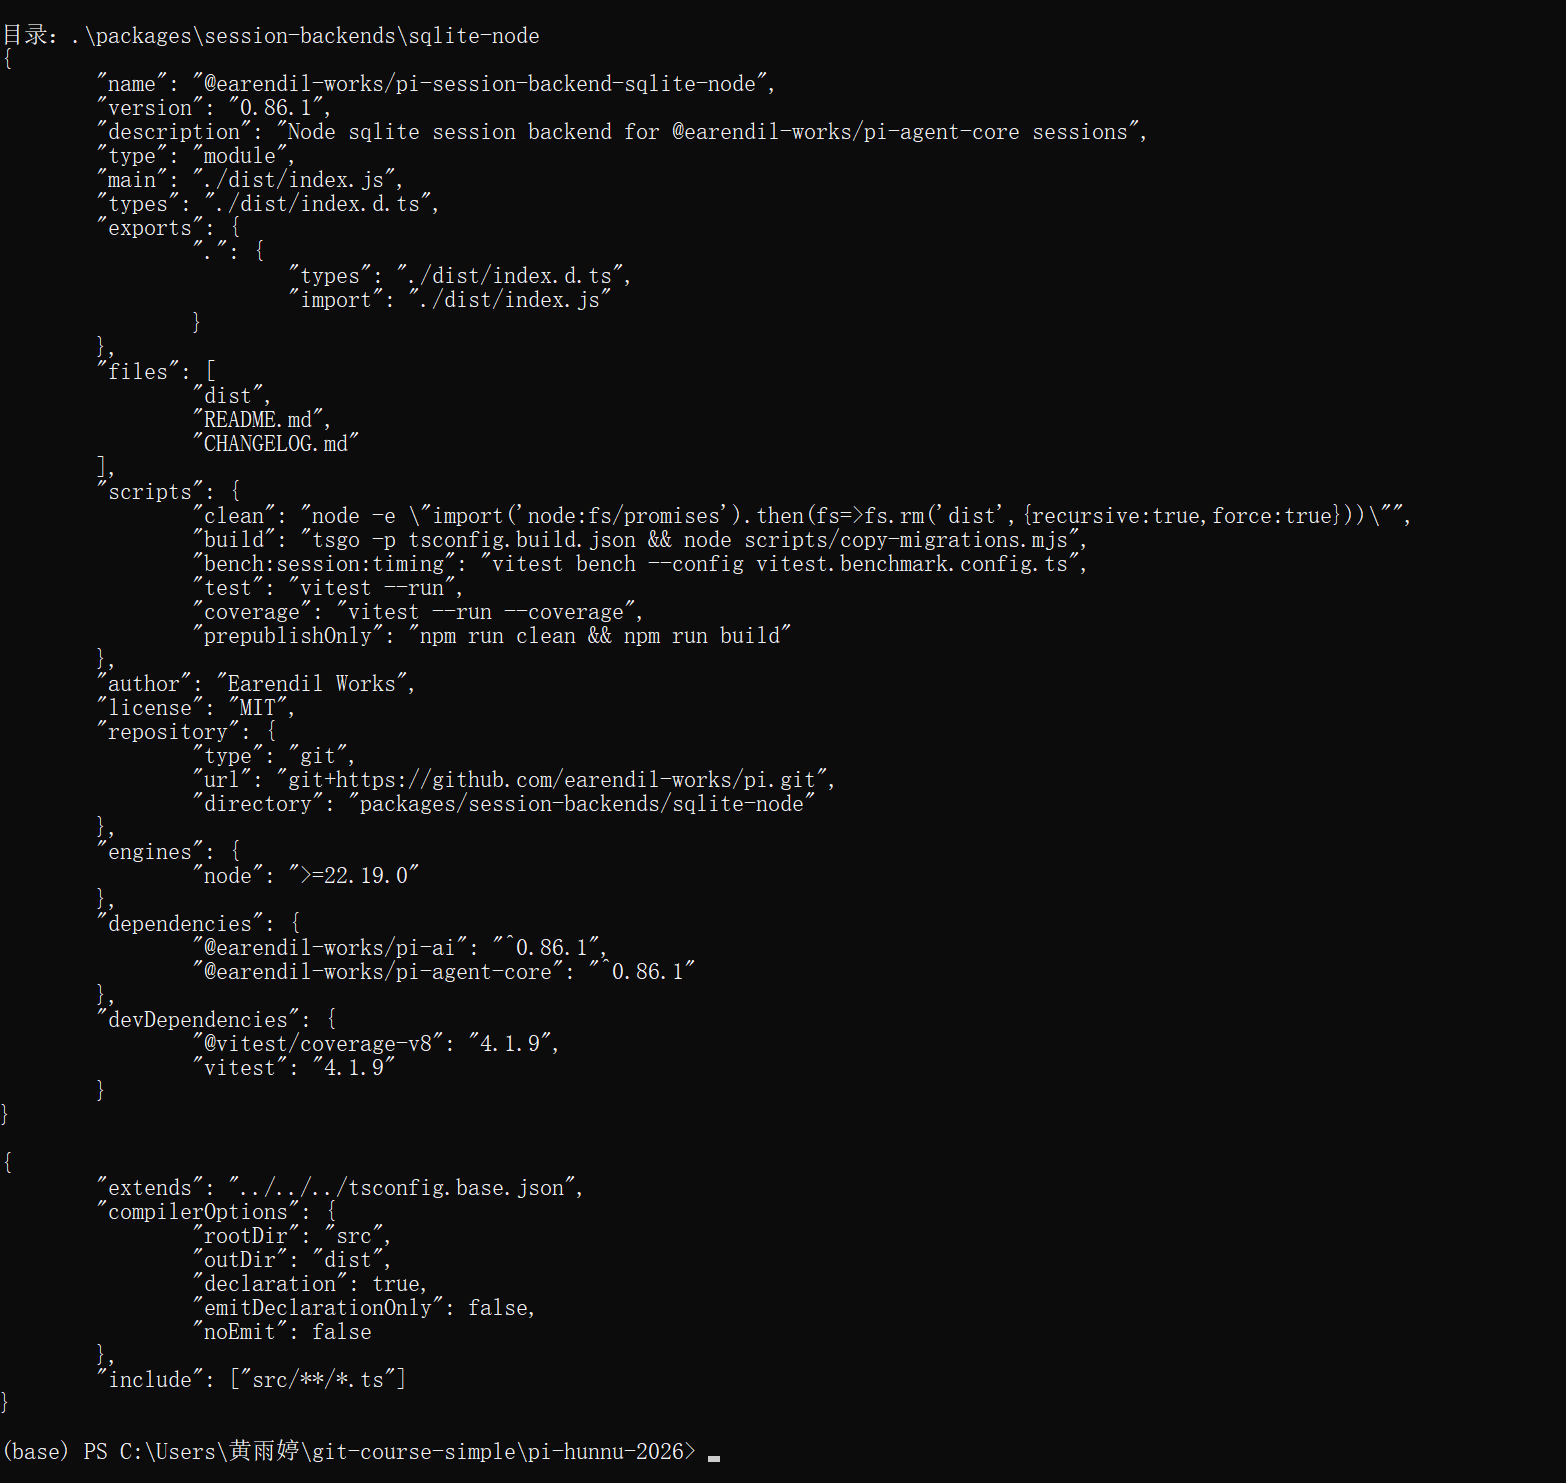 目录: .\packages\session-backends\sqlite-node
{
        "name": "@earendil-works/pi-session-backend-sqlite-node",
        "version": "0.86.1",
        "description": "Node sqlite session backend for @earendil-works/pi-agent-core sessions",
        "type": "module",
        "main": "./dist/index.js",
        "types": "./dist/index.d.ts",
        "exports": {
                ".": {
                        "types": "./dist/index.d.ts",
                        "import": "./dist/index.js"
                }
        },
        "files": [
                "dist",
                "README.md",
                "CHANGELOG.md"
        ],
        "scripts": {
                "clean": "node -e \"import('node:fs/promises').then(fs=>fs.rm('dist',{recursive:true,force:true}))\"",
                "build": "tsgo -p tsconfig.build.json && node scripts/copy-migrations.mjs",
                "bench:session:timing": "vitest bench --config vitest.benchmark.config.ts",
                "test": "vitest --run",
                "coverage": "vitest --run --coverage",
                "prepublishOnly": "npm run clean && npm run build"
        },
        "author": "Earendil Works",
        "license": "MIT",
        "repository": {
                "type": "git",
                "url": "git+https://github.com/earendil-works/pi.git",
                "directory": "packages/session-backends/sqlite-node"
        },
        "engines": {
                "node": ">=22.19.0"
        },
        "dependencies": {
                "@earendil-works/pi-ai": "^0.86.1",
                "@earendil-works/pi-agent-core": "^0.86.1"
        },
        "devDependencies": {
                "@vitest/coverage-v8": "4.1.9",
                "vitest": "4.1.9"
        }
}
{
        "extends": "../../../tsconfig.base.json",
        "compilerOptions": {
                "rootDir": "src",
                "outDir": "dist",
                "declaration": true,
                "emitDeclarationOnly": false,
                "noEmit": false
        },
        "include": ["src/**/*.ts"]
}
(base) PS C:\Users\黄雨婷\git-course-simple\pi-hunnu-2026>